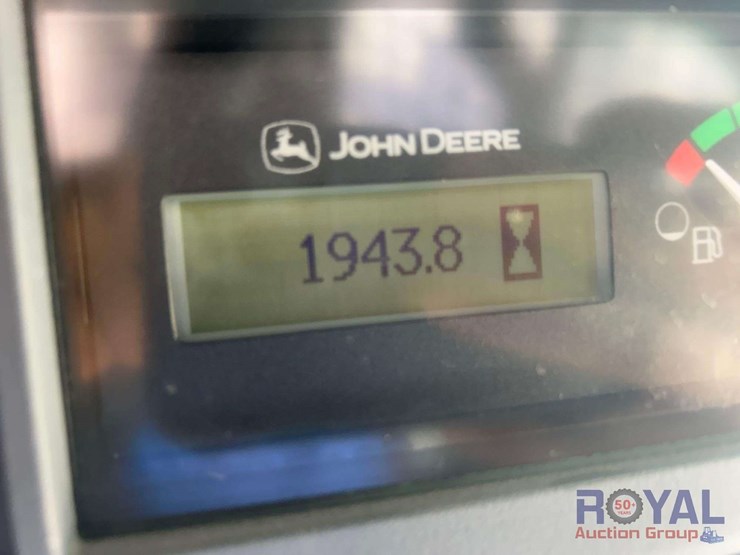 JOHN DEERE
1943.8
ROYAL
50+
YEARS
Auction Group